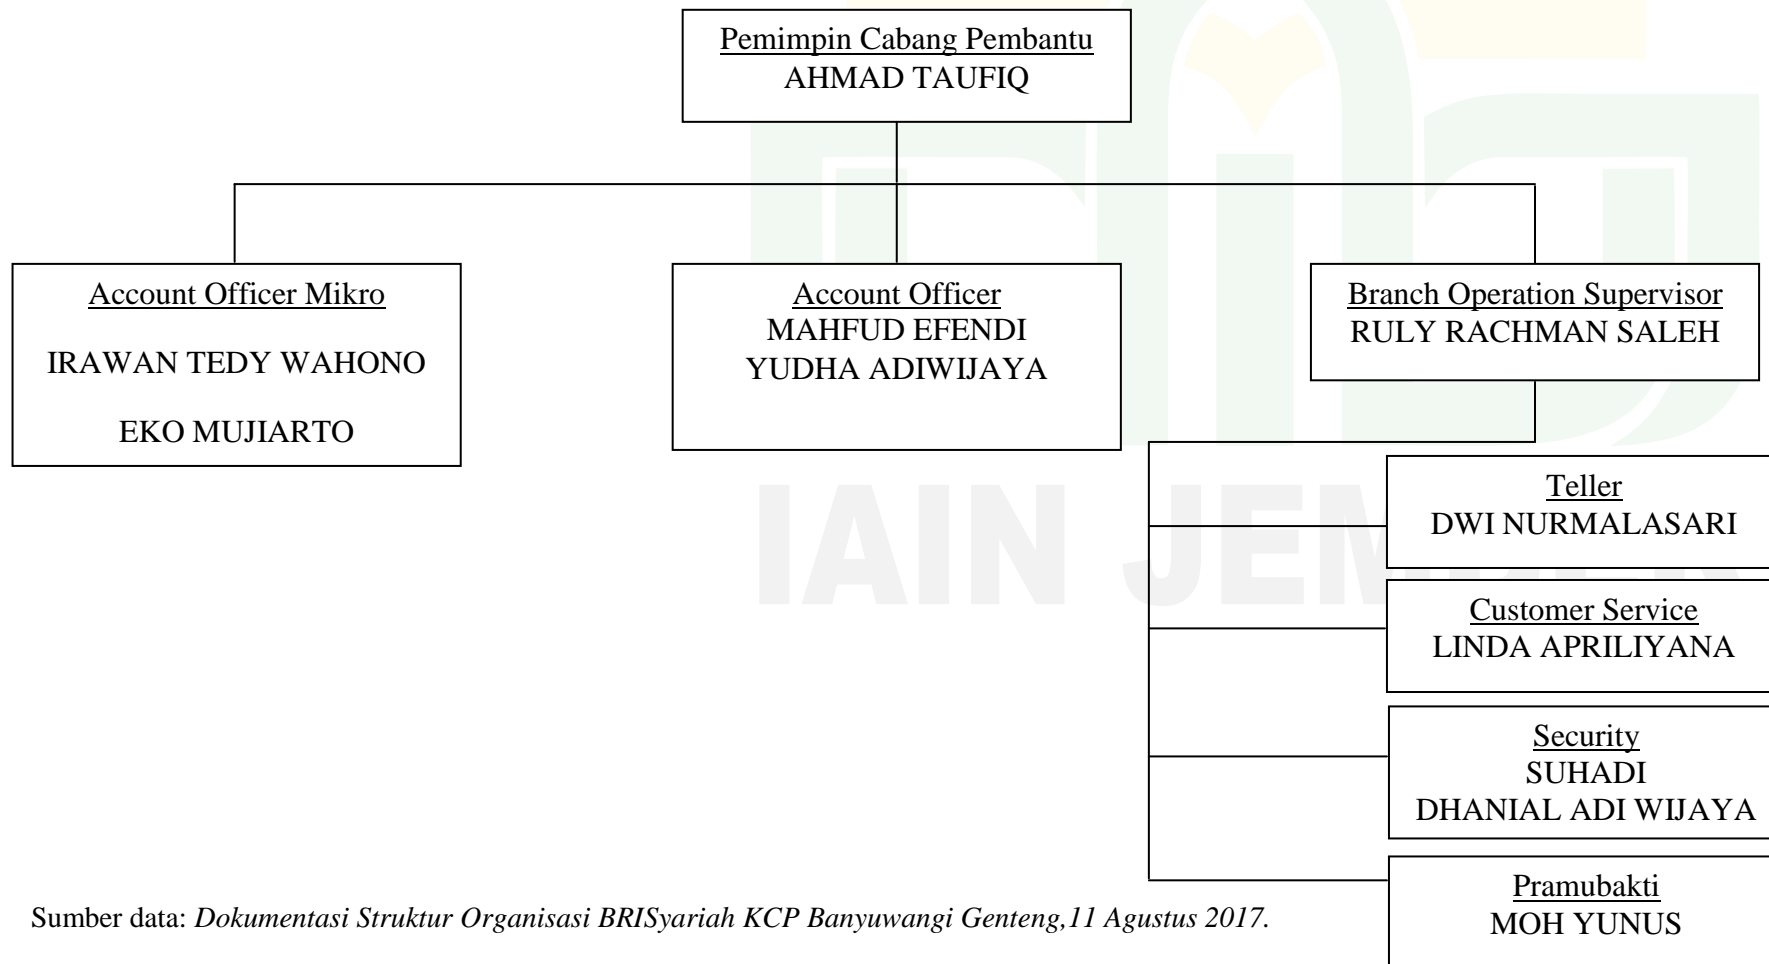 Pemimpin Cabang Pembantu
AHMAD TAUFIQ
Account Officer Mikro
IRAWAN TEDY WAHONO
EKO MUJIARTO
Account Officer
MAHFUD EFENDI
YUDHA ADIWIJAYA
Branch Operation Supervisor
RULY RACHMAN SALEH
Teller
DWI NURMALASARI
Customer Service
LINDA APRILIYANA
Security
SUHADI
DHANIAL ADI WIJAYA
Pramubakti
MOH YUNUS
Sumber data: Dokumentasi Struktur Organisasi BRISyariah KCP Banyuwangi Genteng,11 Agustus 2017.
IAIN